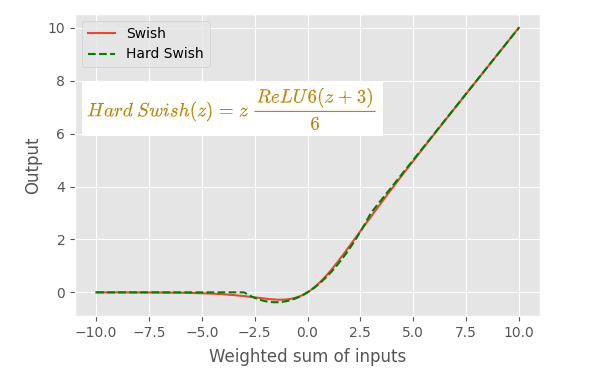 Swish
Hard Swish
Hard Swish(z) = z ReLU6(z + 3) / 6
10
8
6
4
2
0
Output
−10.0 −7.5 −5.0 −2.5 0.0 2.5 5.0 7.5 10.0
Weighted sum of inputs